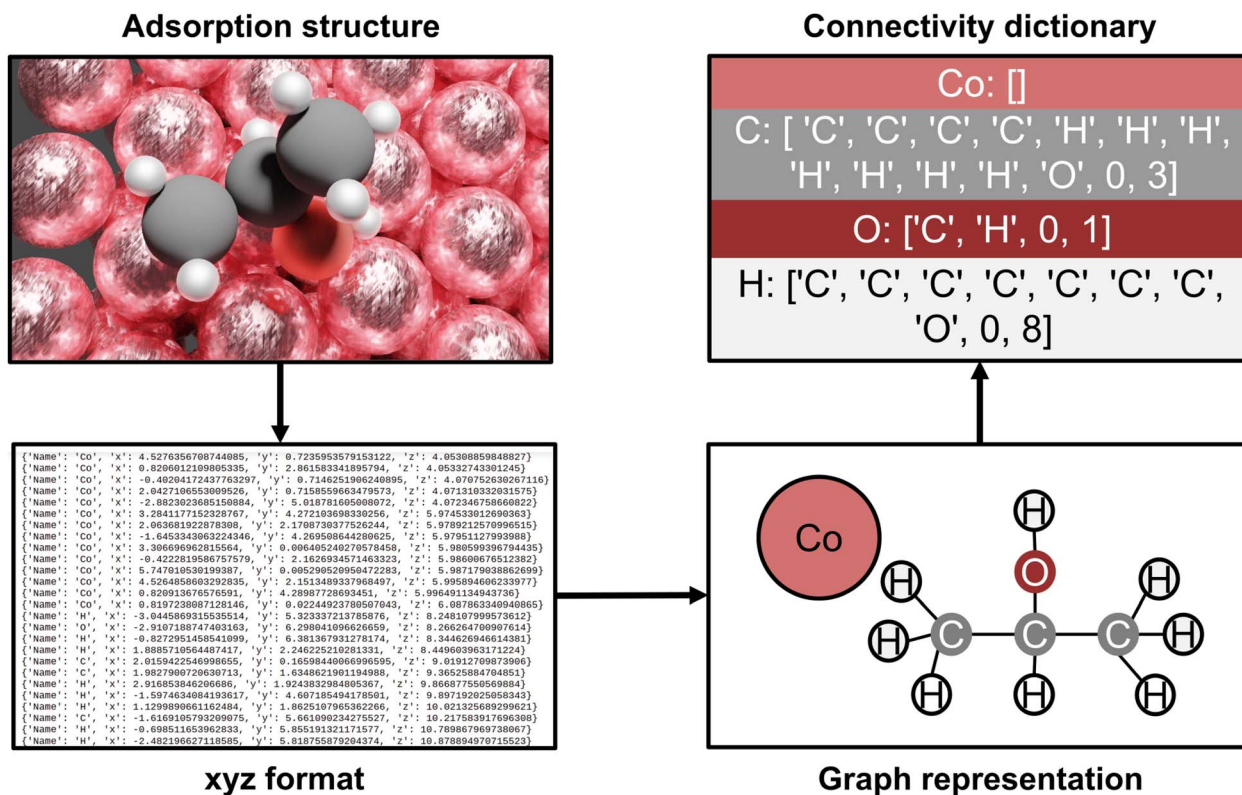 Adsorption structure
Connectivity dictionary
Co: []
C: [ 'C', 'C', 'C', 'C', 'H', 'H', 'H',
'H', 'H', 'H', 'H', 'O', 0, 3]
O: ['C', 'H', 0, 1]
H: ['C', 'C', 'C', 'C', 'C', 'C', 'C',
'O', 0, 8]
{'Name': 'Co', 'x': 4.5276356708744085, 'y': 0.7235953579153122, 'z': 4.05308859848827}
{'Name': 'Co', 'x': 0.8206012109805335, 'y': 2.861583341895794, 'z': 4.05332743301245}
{'Name': 'Co', 'x': -0.40204172437763297, 'y': 0.7146251906240895, 'z': 4.070752630267116}
{'Name': 'Co', 'x': 2.0427106553009526, 'y': 0.7158559663479573, 'z': 4.071310332031575}
{'Name': 'Co', 'x': -2.8823023685150884, 'y': 5.018781605008072, 'z': 4.072346758660822}
{'Name': 'Co', 'x': 3.2841177152328767, 'y': 4.272103698330256, 'z': 5.974533012690363}
{'Name': 'Co', 'x': 2.063681922878308, 'y': 2.1708730377526244, 'z': 5.9789212570996515}
{'Name': 'Co', 'x': -1.6453343063224346, 'y': 4.269508644280625, 'z': 5.97951127993988}
{'Name': 'Co', 'x': 3.306696962815564, 'y': 0.006405240270578458, 'z': 5.980599396794435}
{'Name': 'Co', 'x': -0.4222819586757579, 'y': 2.1626934571463323, 'z': 5.98600676512382}
{'Name': 'Co', 'x': 5.747010530199387, 'y': 0.005290520950472283, 'z': 5.987179038862699}
{'Name': 'Co', 'x': 4.5264858603292835, 'y': 2.1513489337968497, 'z': 5.995894606233977}
{'Name': 'Co', 'x': 0.820913676576591, 'y': 4.28987728693451, 'z': 5.996491134943736}
{'Name': 'Co', 'x': 0.8197238087128146, 'y': 0.02244923780507043, 'z': 6.087863340940865}
{'Name': 'H', 'x': -3.0445869315535514, 'y': 5.323337213785876, 'z': 8.248107999573612}
{'Name': 'O', 'x': -2.9107188747403163, 'y': 6.298041096626659, 'z': 8.266264700907614}
{'Name': 'H', 'x': -0.8272951458541099, 'y': 6.381367931278174, 'z': 8.344626946614381}
{'Name': 'H', 'x': 1.8885710564487417, 'y': 2.246225210281331, 'z': 8.449603963171224}
{'Name': 'C', 'x': 2.0159422546998655, 'y': 0.16598440066996595, 'z': 9.01912709873906}
{'Name': 'C', 'x': 1.9827900720630713, 'y': 1.6348621901194988, 'z': 9.36525884704851}
{'Name': 'H', 'x': 2.916853846206686, 'y': 1.9243832984805367, 'z': 9.866877550569884}
{'Name': 'H', 'x': -1.5974634084193617, 'y': 4.607185494178501, 'z': 9.897192025058343}
{'Name': 'H', 'x': 1.1299890661162484, 'y': 1.8625107965362266, 'z': 10.021325689299621}
{'Name': 'C', 'x': -1.6169105793209075, 'y': 5.661090234275527, 'z': 10.217583917696308}
{'Name': 'H', 'x': -0.698511653962833, 'y': 5.855191321171577, 'z': 10.789867969738067}
{'Name': 'H', 'x': -2.482196627118585, 'y': 5.818755879204374, 'z': 10.878894970715523}
xyz format
Co
H
O
H
H
C
C
C
H
H
H
H
H
Graph representation